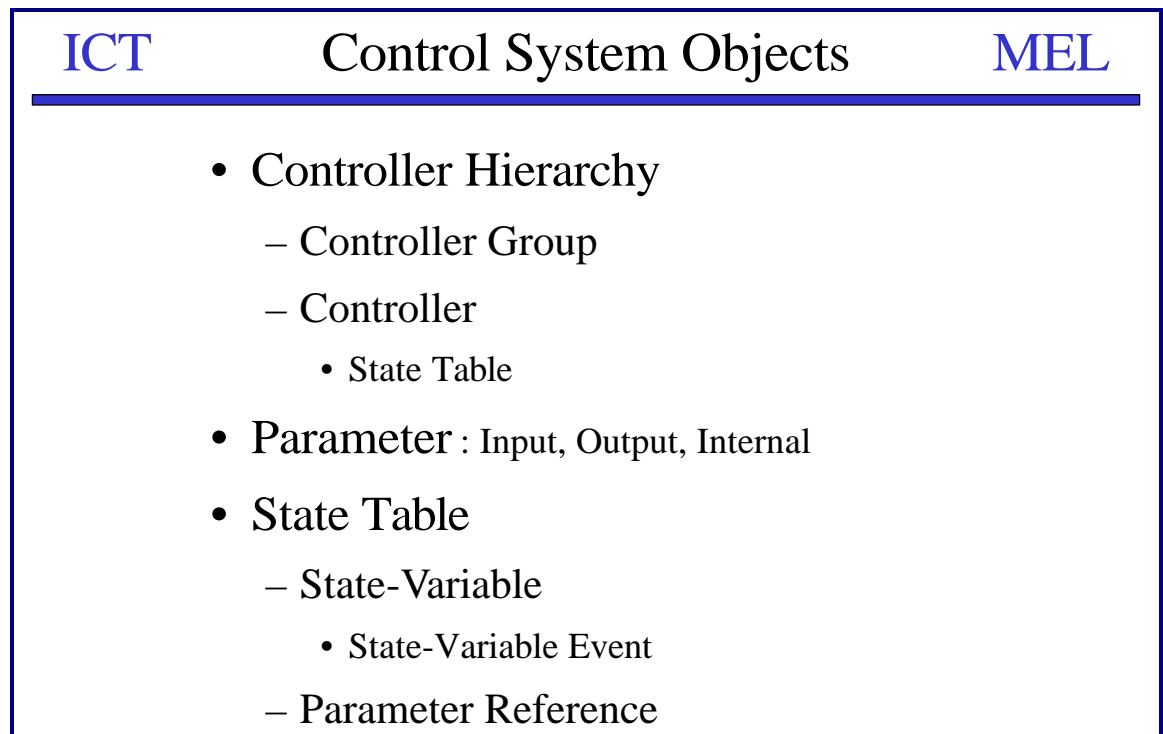 ICT Control System Objects MEL
• Controller Hierarchy
– Controller Group
– Controller
• State Table
• Parameter : Input, Output, Internal
• State Table
– State-Variable
• State-Variable Event
– Parameter Reference